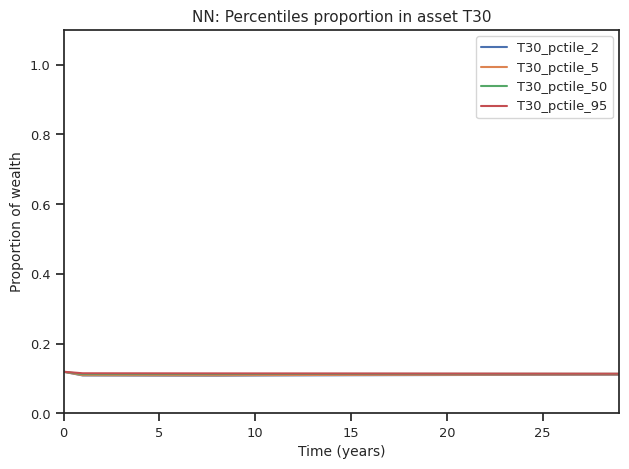 NN: Percentiles proportion in asset T30
T30_pctile_2
T30_pctile_5
T30_pctile_50
T30_pctile_95
Proportion of wealth
1.0
0.8
0.6
0.4
0.2
0.0
0 5 10 15 20 25
Time (years)